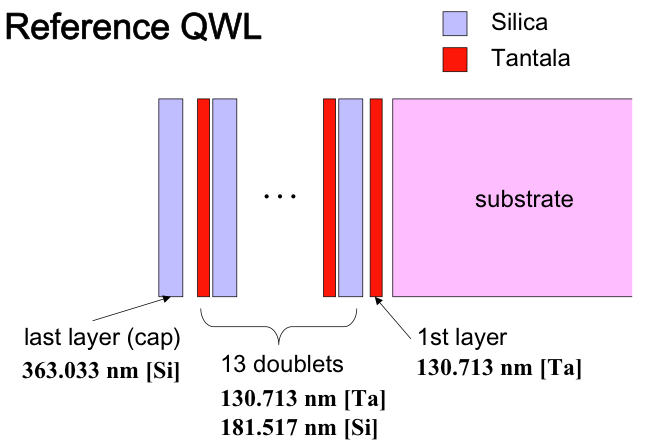 Reference QWL
Silica
Tantala
. . .
substrate
last layer (cap)
363.033 nm [Si]
13 doublets
130.713 nm [Ta]
181.517 nm [Si]
1st layer
130.713 nm [Ta]